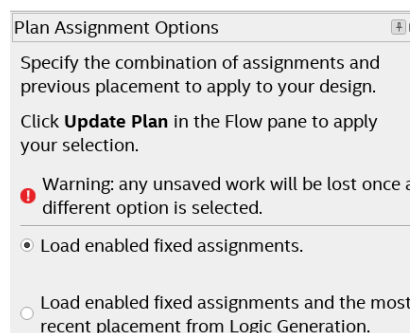 Plan Assignment Options
Specify the combination of assignments and
previous placement to apply to your design.
Click Update Plan in the Flow pane to apply
your selection.
Warning: any unsaved work will be lost once a
different option is selected.
Load enabled fixed assignments.
Load enabled fixed assignments and the most
recent placement from Logic Generation.